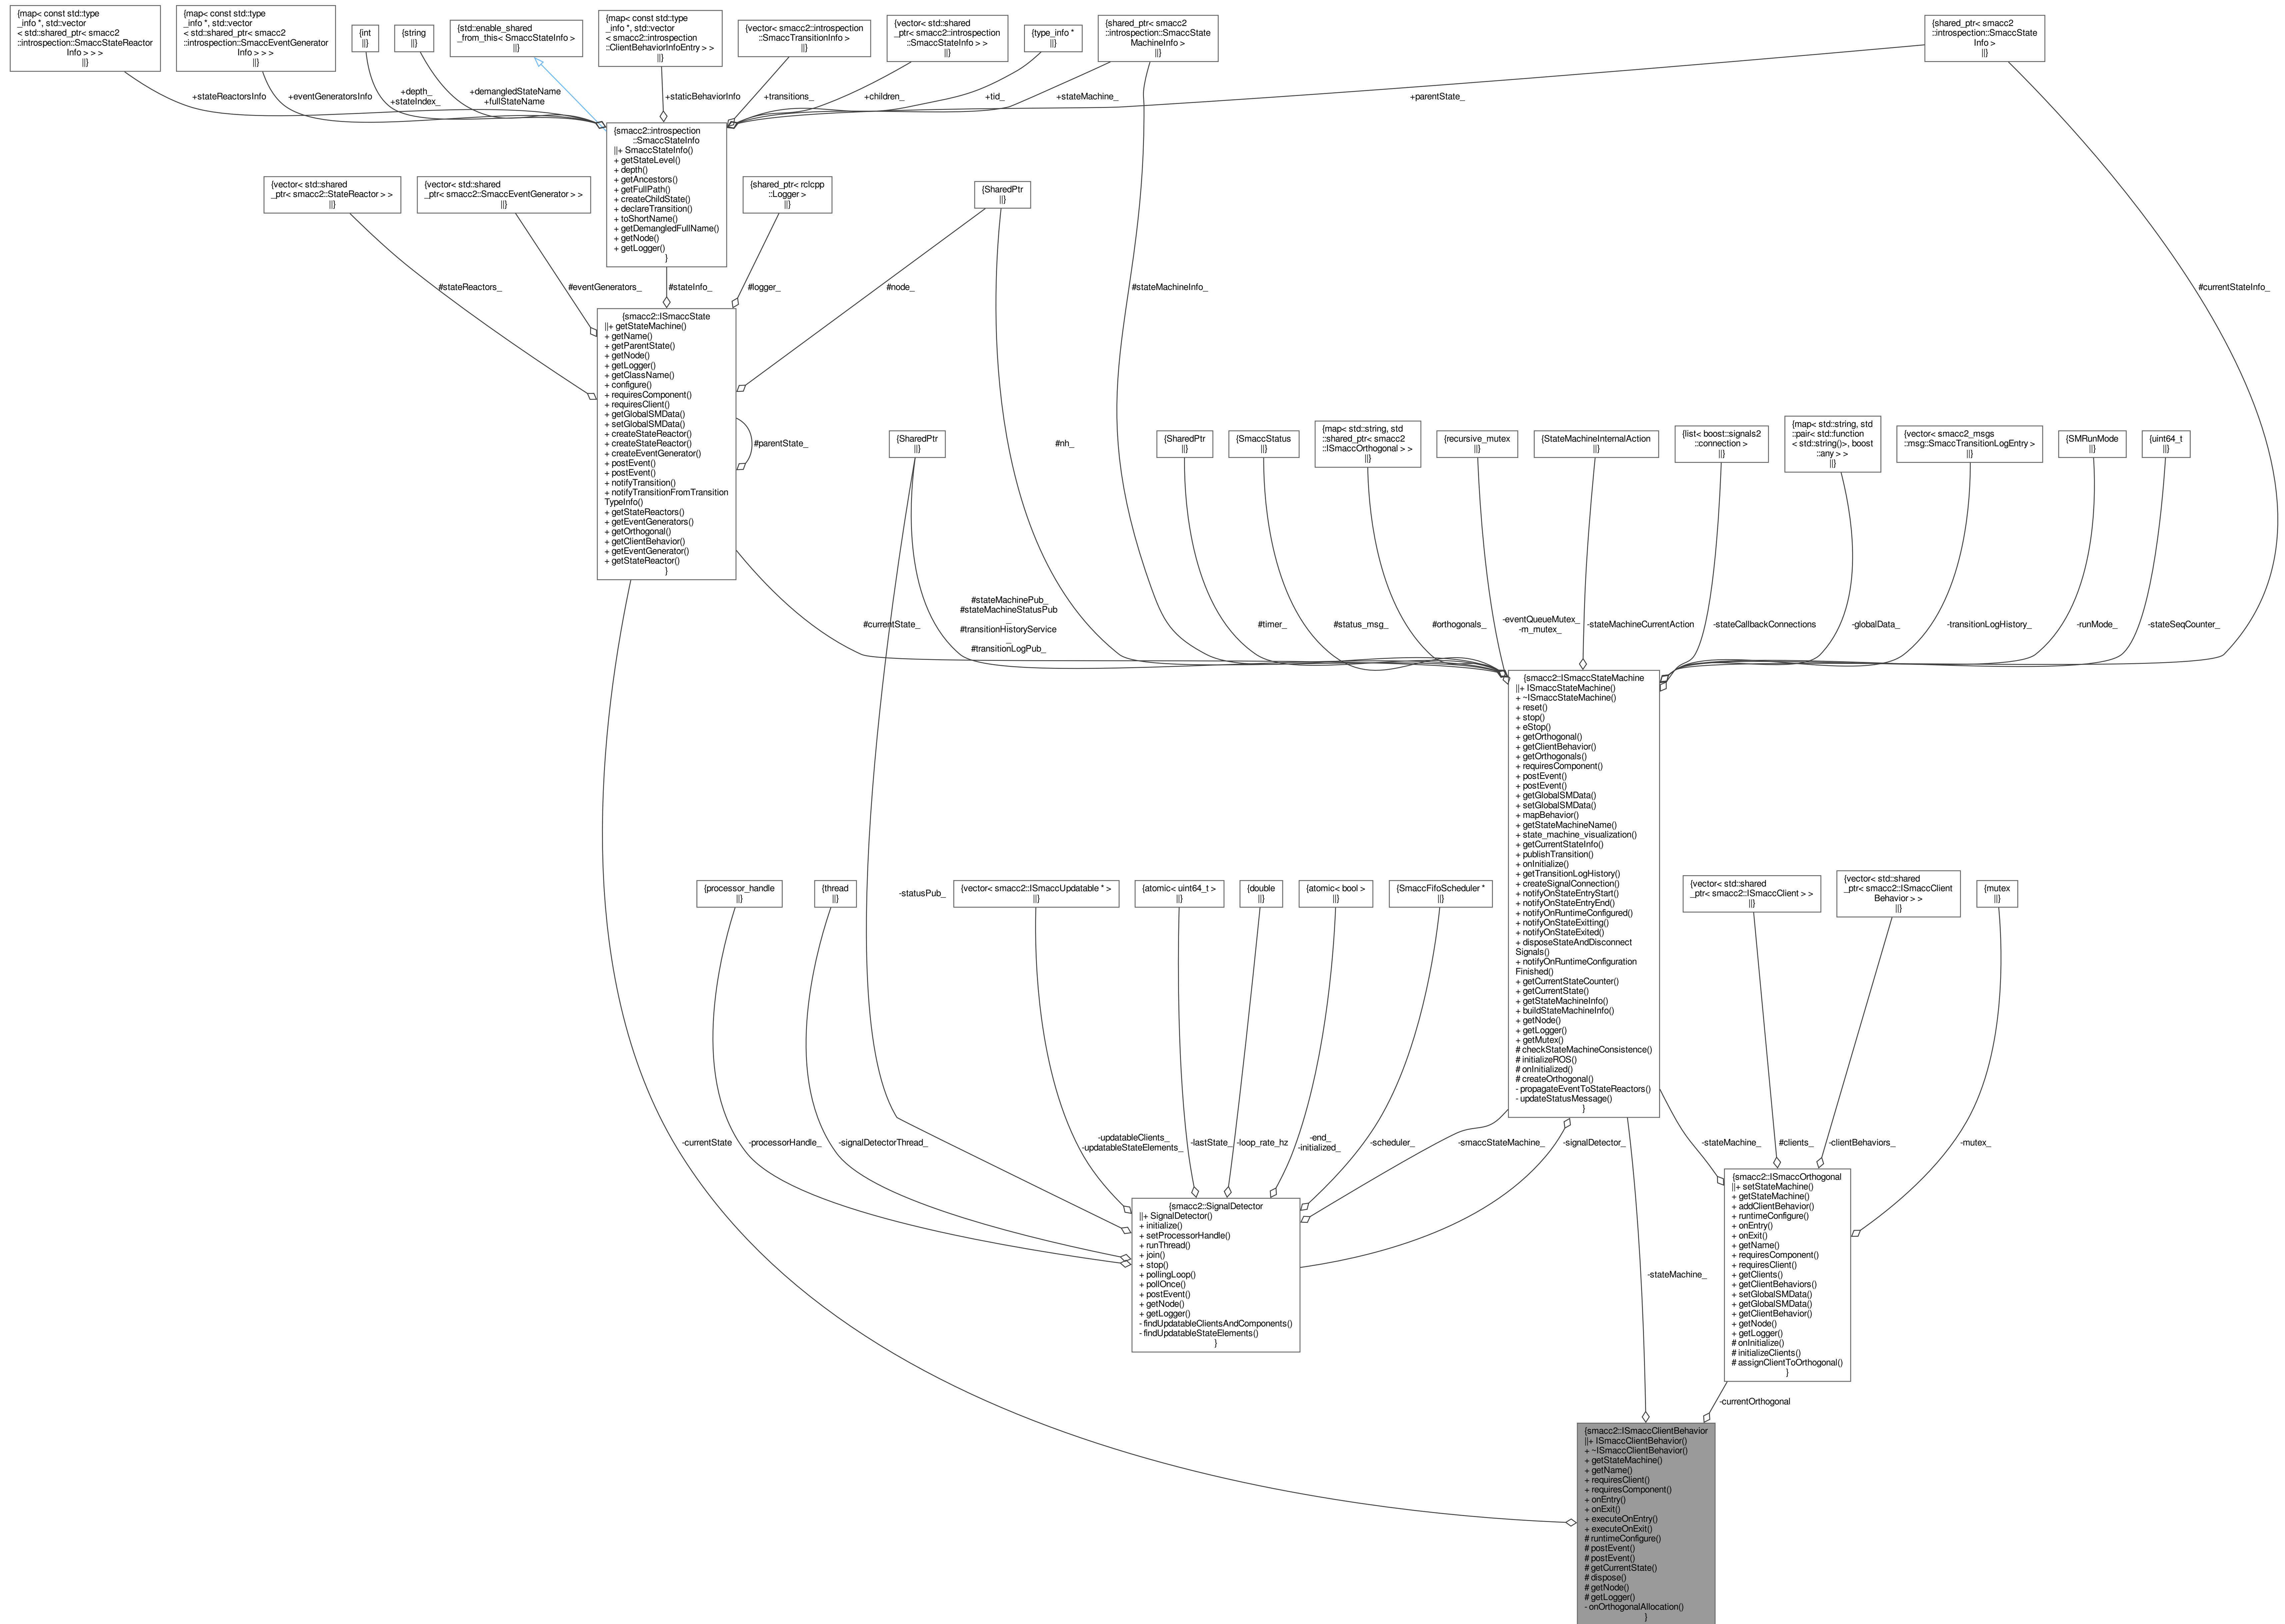 {map< const std::type
_info *, std::vector
< std::shared_ptr< smacc2
::introspection::SmaccStateReactor
Info > > >
||}
{map< const std::type
_info *, std::vector
< std::shared_ptr< smacc2
::introspection::SmaccEventGenerator
Info > > >
||}
{int
||}
{string
||}
{std::enable_shared
_from_this< SmaccStateInfo >
||}
{map< const std::type
_info *, std::vector
< smacc2::introspection
::ClientBehaviorInfoEntry > >
||}
{vector< smacc2::introspection
::SmaccTransitionInfo >
||}
{vector< std::shared
_ptr< smacc2::introspection
::SmaccStateInfo > >
||}
{type_info *
||}
{shared_ptr< smacc2
::introspection::SmaccState
MachineInfo >
||}
{shared_ptr< smacc2
::introspection::SmaccState
Info >
||}
+stateReactorsInfo
+eventGeneratorsInfo
+depth_
+stateIndex_
+demangledStateName
+fullStateName
+staticBehaviorInfo
+transitions_
+children_
+tid_
+stateMachine_
+parentState_
{smacc2::introspection
::SmaccStateInfo
||+ SmaccStateInfo()
+ getStateLevel()
+ depth()
+ getAncestors()
+ getFullPath()
+ createChildState()
+ declareTransition()
+ toShortName()
+ getDemangledFullName()
+ getNode()
+ getLogger()
}
{vector< std::shared
_ptr< smacc2::StateReactor > >
||}
{vector< std::shared
_ptr< smacc2::SmaccEventGenerator > >
||}
{shared_ptr< rclcpp
::Logger >
||}
{SharedPtr
||}
#stateReactors_
#eventGenerators_
#stateInfo_
#logger_
#node_
#stateMachineInfo_
#currentStateInfo_
{smacc2::ISmaccState
||+ getStateMachine()
+ getName()
+ getParentState()
+ getNode()
+ getLogger()
+ getClassName()
+ configure()
+ requiresComponent()
+ requiresClient()
+ getGlobalSMData()
+ setGlobalSMData()
+ createStateReactor()
+ createStateReactor()
+ createEventGenerator()
+ postEvent()
+ postEvent()
+ notifyTransition()
+ notifyTransitionFromTransition
TypeInfo()
+ getStateReactors()
+ getEventGenerators()
+ getOrthogonal()
+ getClientBehavior()
+ getEventGenerator()
+ getStateReactor()
}
#parentState_
{SharedPtr
||}
#nh_
{SharedPtr
||}
{SmaccStatus
||}
{map< std::string, std
::shared_ptr< smacc2
::ISmaccOrthogonal > >
||}
{recursive_mutex
||}
{StateMachineInternalAction
||}
{list< boost::signals2
::connection >
||}
{map< std::string, std
::pair< std::function
< std::string()>, boost
::any > >
||}
{vector< smacc2_msgs
::msg::SmaccTransitionLogEntry >
||}
{SMRunMode
||}
{uint64_t
||}
#currentState_
#stateMachinePub_
#stateMachineStatusPub
_
#transitionHistoryService
_
#transitionLogPub_
#timer_
#status_msg_
#orthogonals_
-eventQueueMutex_
-m_mutex_
-stateMachineCurrentAction
-stateCallbackConnections
-globalData_
-transitionLogHistory_
-runMode_
-stateSeqCounter_
{smacc2::ISmaccStateMachine
||+ ISmaccStateMachine()
+ ~ISmaccStateMachine()
+ reset()
+ stop()
+ eStop()
+ getOrthogonal()
+ getClientBehavior()
+ getOrthogonals()
+ requiresComponent()
+ postEvent()
+ postEvent()
+ getGlobalSMData()
+ setGlobalSMData()
+ mapBehavior()
+ getStateMachineName()
+ state_machine_visualization()
+ getCurrentStateInfo()
+ publishTransition()
+ onInitialize()
+ getTransitionLogHistory()
+ createSignalConnection()
+ notifyOnStateEntryStart()
+ notifyOnStateEntryEnd()
+ notifyOnRuntimeConfigured()
+ notifyOnStateExitting()
+ notifyOnStateExited()
+ disposeStateAndDisconnect
Signals()
+ notifyOnRuntimeConfiguration
Finished()
+ getCurrentStateCounter()
+ getCurrentState()
+ getStateMachineInfo()
+ buildStateMachineInfo()
+ getNode()
+ getLogger()
+ getMutex()
# checkStateMachineConsistence()
# initializeROS()
# onInitialized()
# createOrthogonal()
- propagateEventToStateReactors()
- updateStatusMessage()
}
{processor_handle
||}
{thread
||}
-statusPub_
{vector< smacc2::ISmaccUpdatable * >
||}
{atomic< uint64_t >
||}
{double
||}
{atomic< bool >
||}
{SmaccFifoScheduler *
||}
{vector< std::shared
_ptr< smacc2::ISmaccClient > >
||}
{vector< std::shared
_ptr< smacc2::ISmaccClient
Behavior > >
||}
{mutex
||}
-currentState
-processorHandle_
-signalDetectorThread_
-updatableClients_
-updatableStateElements_
-lastState_
-loop_rate_hz
-end_
-initialized_
-scheduler_
-smaccStateMachine_
-signalDetector_
-stateMachine_
#clients_
-clientBehaviors_
-mutex_
{smacc2::SignalDetector
||+ SignalDetector()
+ initialize()
+ setProcessorHandle()
+ runThread()
+ join()
+ stop()
+ pollingLoop()
+ pollOnce()
+ postEvent()
+ getNode()
+ getLogger()
- findUpdatableClientsAndComponents()
- findUpdatableStateElements()
}
{smacc2::ISmaccOrthogonal
||+ setStateMachine()
+ getStateMachine()
+ addClientBehavior()
+ runtimeConfigure()
+ onEntry()
+ onExit()
+ getName()
+ requiresComponent()
+ requiresClient()
+ getClients()
+ getClientBehaviors()
+ setGlobalSMData()
+ getGlobalSMData()
+ getClientBehavior()
+ getNode()
+ getLogger()
# onInitialize()
# initializeClients()
# assignClientToOrthogonal()
}
-stateMachine_
-currentOrthogonal
{smacc2::ISmaccClientBehavior
||+ ISmaccClientBehavior()
+ ~ISmaccClientBehavior()
+ getStateMachine()
+ getName()
+ requiresClient()
+ requiresComponent()
+ onEntry()
+ onExit()
+ executeOnEntry()
+ executeOnExit()
# runtimeConfigure()
# postEvent()
# postEvent()
# getCurrentState()
# dispose()
# getNode()
# getLogger()
- onOrthogonalAllocation()
}